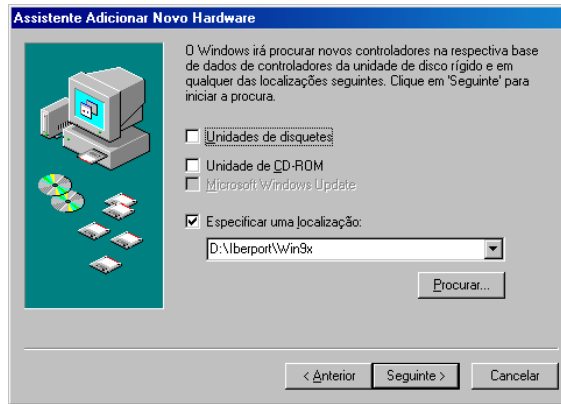 Assistente Adicionar Novo Hardware
O Windows irá procurar novos controladores na respectiva base
de dados de controladores da unidade de disco rígido e em
qualquer das localizações seguintes. Clique em 'Seguinte' para
iniciar a procura.
Unidades de disquetes
Unidade de CD-ROM
Microsoft Windows Update
Especificar uma localização:
D:\Iberport\Win9x
Procurar...
< Anterior
Seguinte >
Cancelar